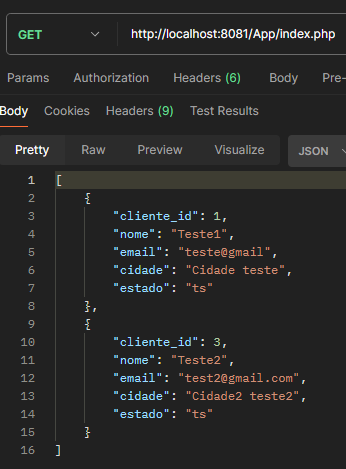 GET http://localhost:8081/App/index.php
Params Authorization Headers (6) Body Pre-
Body Cookies Headers (9) Test Results
Pretty Raw Preview Visualize JSON
1 [
2 {
3 "cliente_id": 1,
4 "nome": "Teste1",
5 "email": "teste@gmail",
6 "cidade": "Cidade teste",
7 "estado": "ts"
8 },
9 {
10 "cliente_id": 3,
11 "nome": "Teste2",
12 "email": "test2@gmail.com",
13 "cidade": "Cidade2 teste2",
14 "estado": "ts"
15 }
16 ]